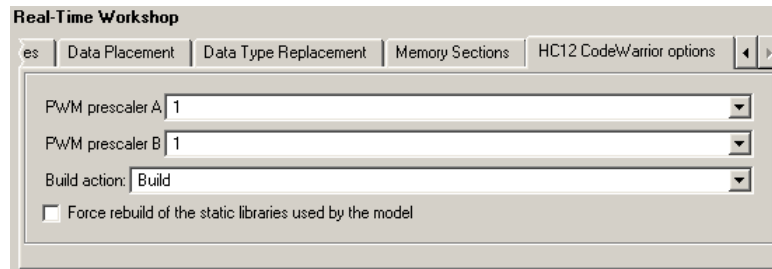 Real-Time Workshop
es Data Placement Data Type Replacement Memory Sections HC12 CodeWarrior options
PWM prescaler A 1
PWM prescaler B 1
Build action: Build
Force rebuild of the static libraries used by the model